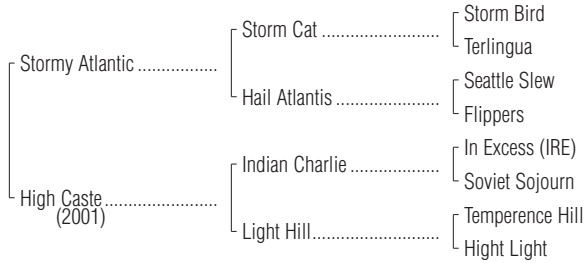 Storm Bird
Storm Cat ........................
Terlingua
Stormy Atlantic ................
Seattle Slew
Hail Atlantis .....................
Flippers
In Excess (IRE)
Indian Charlie ..................
Soviet Sojourn
High Caste .......................
(2001)
Temperence Hill
Light Hill..........................
Hight Light